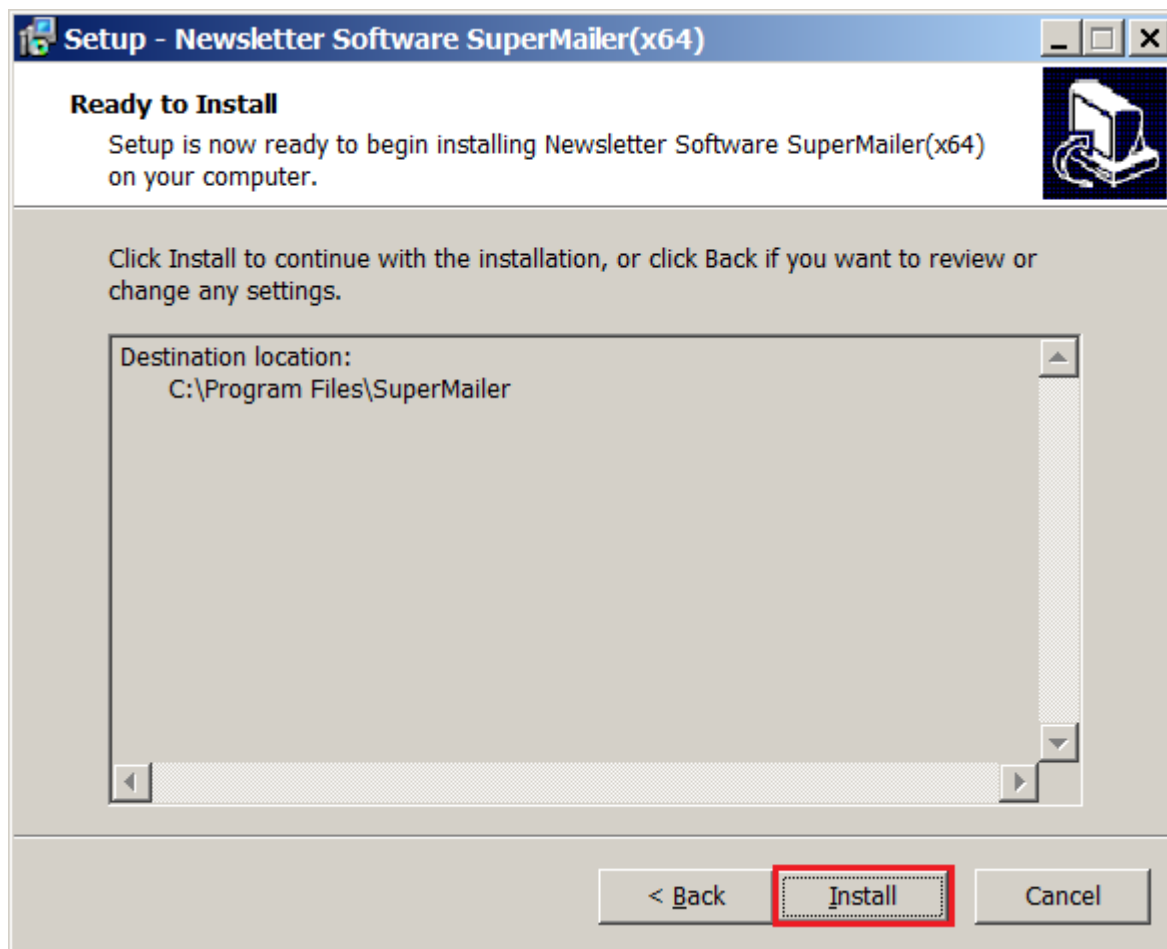 Setup - Newsletter Software SuperMailer(x64)
Ready to Install
Setup is now ready to begin installing Newsletter Software SuperMailer(x64)
on your computer.
Click Install to continue with the installation, or click Back if you want to review or
change any settings.
Destination location:
C:\Program Files\SuperMailer
< Back
Install
Cancel